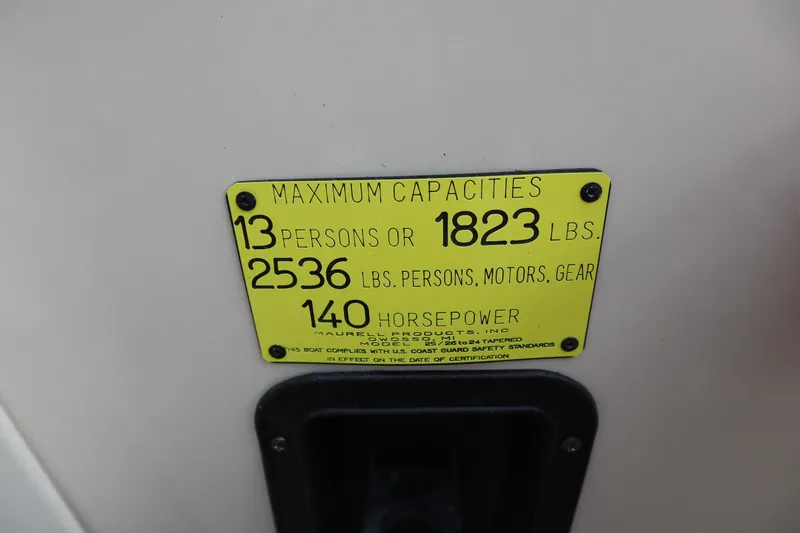 MAXIMUM CAPACITIES
13 PERSONS OR 1823 LBS.
2536 LBS. PERSONS, MOTORS, GEAR
140 HORSEPOWER
MAURELL PRODUCTS, INC
OWOSSO, MI
MODEL 25/26 to 24 TAPERED
THIS BOAT COMPLIES WITH U.S. COAST GUARD SAFETY STANDARDS
IN EFFECT ON THE DATE OF CERTIFICATION